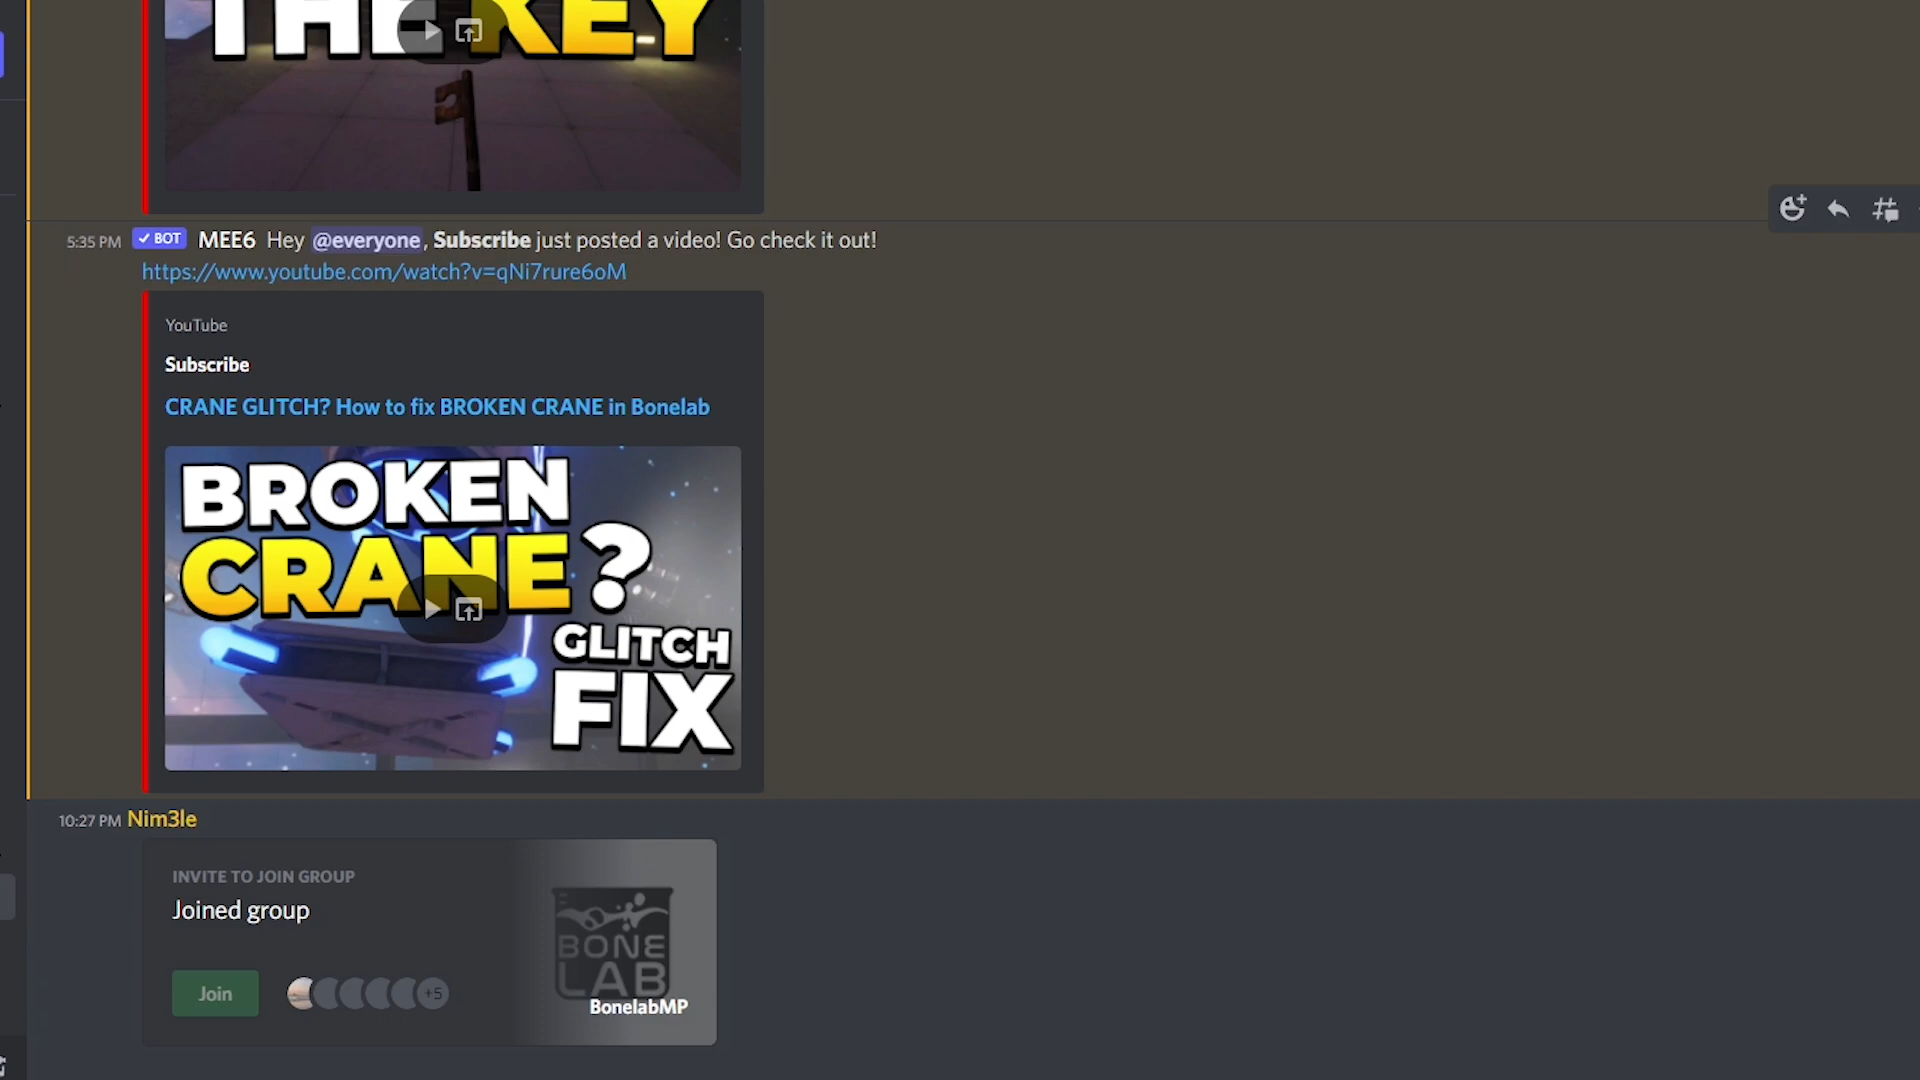 THE KEY
5:35 PM BOT MEE6 Hey @everyone, Subscribe just posted a video! Go check it out!
https://www.youtube.com/watch?v=qNi7rure6oM
YouTube
Subscribe
CRANE GLITCH? How to fix BROKEN CRANE in Bonelab
BROKEN
CRANE?
GLITCH
FIX
10:27 PM Nim3le
INVITE TO JOIN GROUP
Joined group
BONE
LAB
Join
+5
BonelabMP